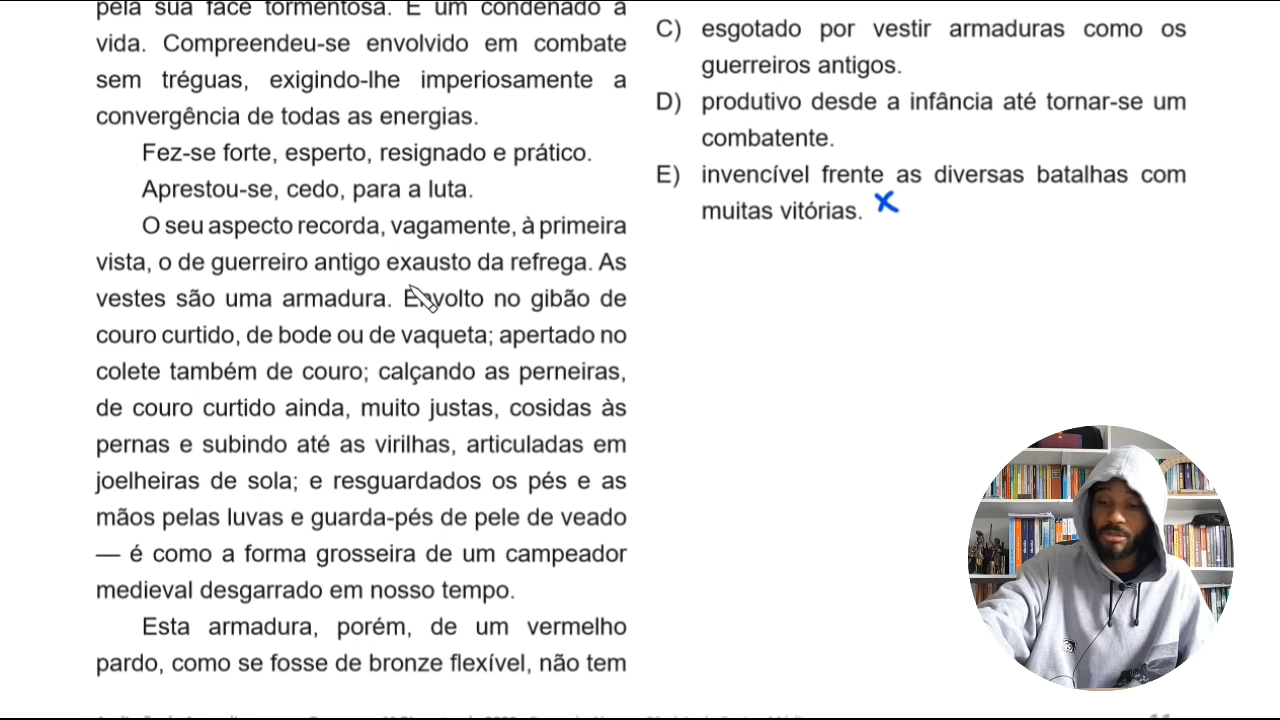 pela sua face tormentosa. É um condenado à
vida. Compreendeu-se envolvido em combate
sem tréguas, exigindo-lhe imperiosamente a
convergência de todas as energias.
Fez-se forte, esperto, resignado e prático.
Aprestou-se, cedo, para a luta.
O seu aspecto recorda, vagamente, à primeira
vista, o de guerreiro antigo exausto da refrega. As
vestes são uma armadura. Envolto no gibão de
couro curtido, de bode ou de vaqueta; apertado no
colete também de couro; calçando as perneiras,
de couro curtido ainda, muito justas, cosidas às
pernas e subindo até as virilhas, articuladas em
joelheiras de sola; e resguardados os pés e as
mãos pelas luvas e guarda-pés de pele de veado
— é como a forma grosseira de um campeador
medieval desgarrado em nosso tempo.
Esta armadura, porém, de um vermelho
pardo, como se fosse de bronze flexível, não tem
C) esgotado por vestir armaduras como os
guerreiros antigos.
D) produtivo desde a infância até tornar-se um
combatente.
E) invencível frente as diversas batalhas com
muitas vitórias.